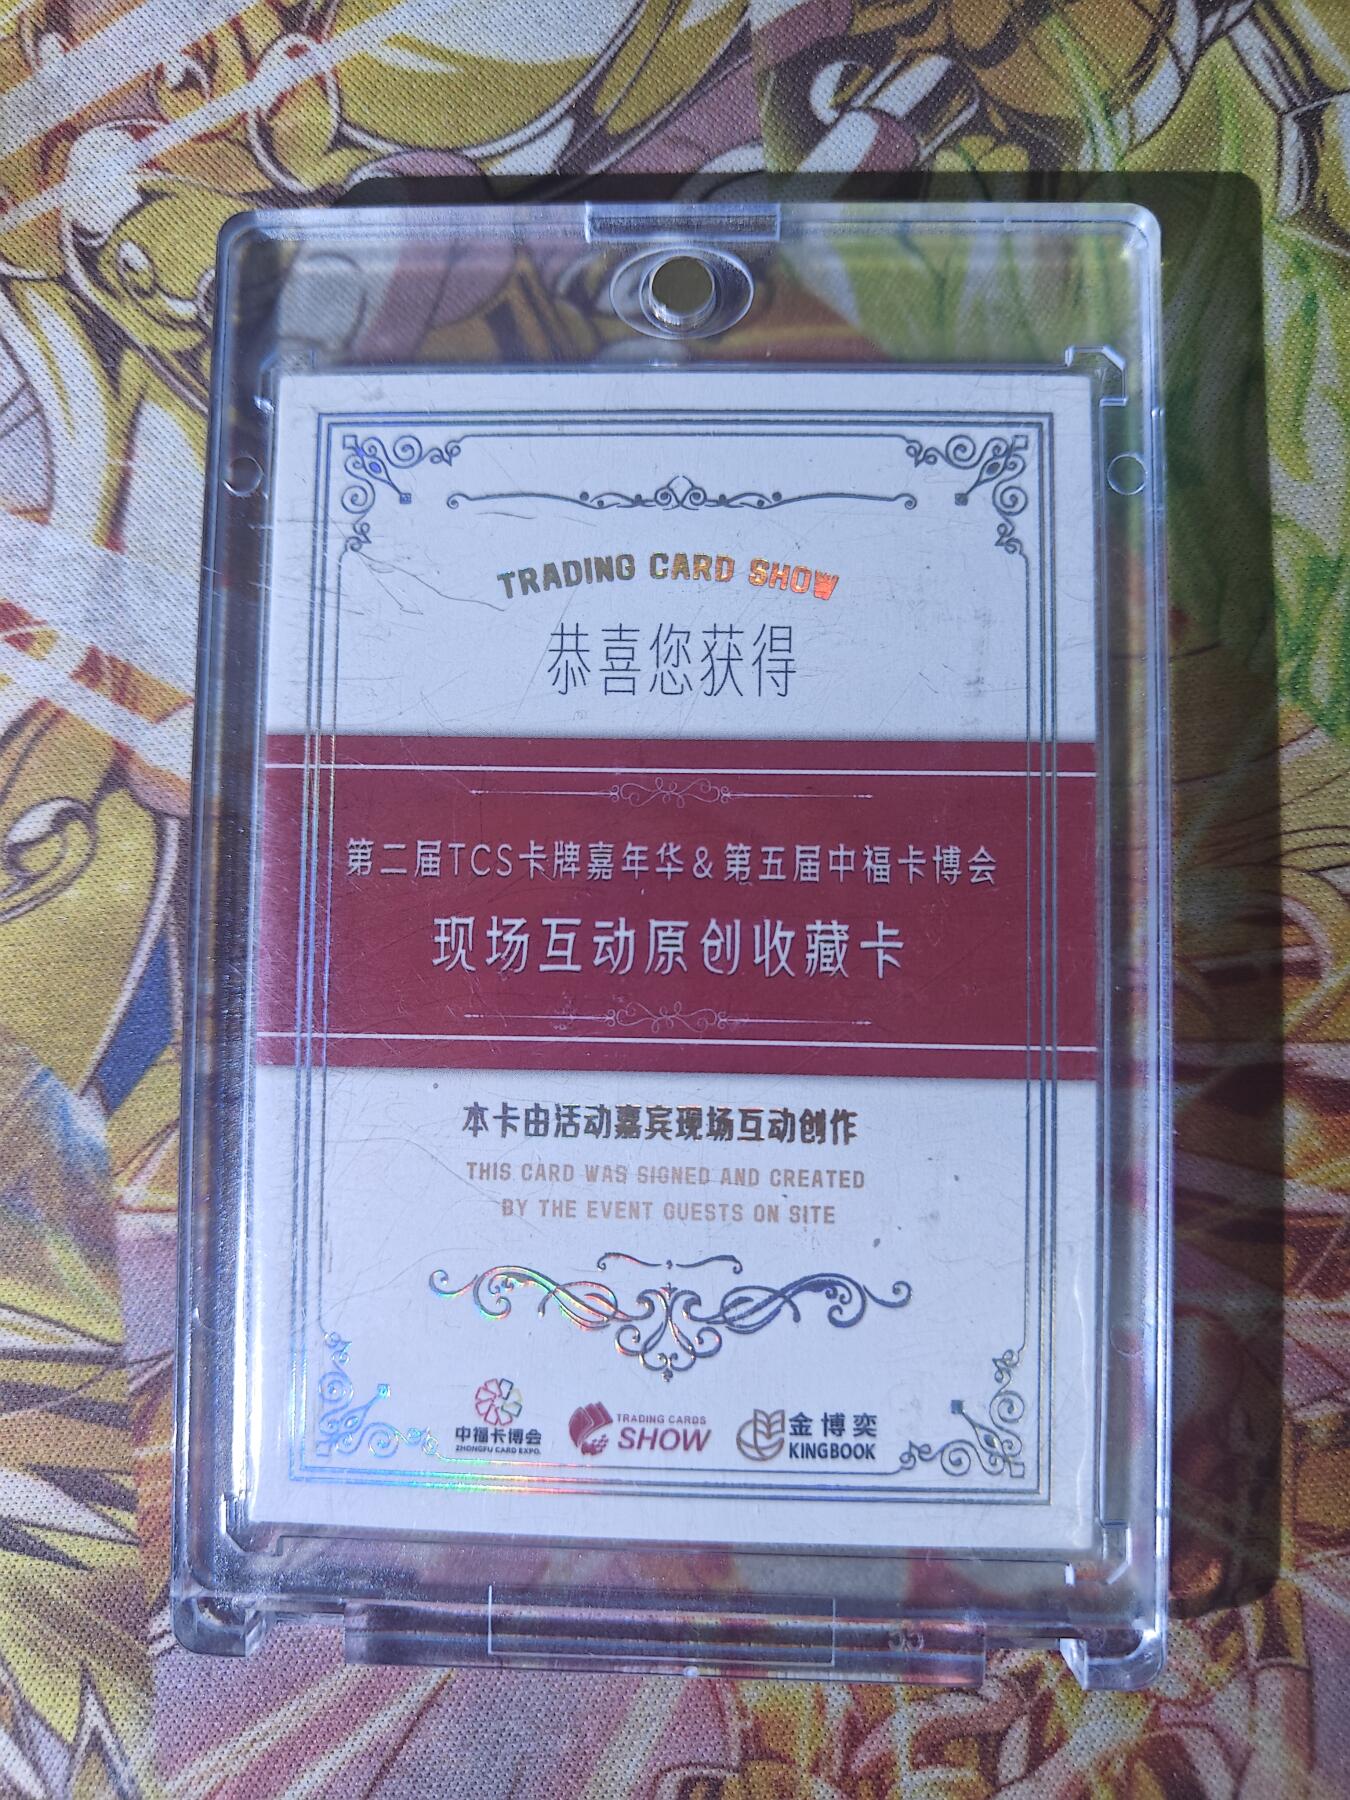 TRADING CARD SHOW
恭喜您获得
第二届TCS卡牌嘉年华&第五届中福卡博会
现场互动原创收藏卡
本卡由活动嘉宾现场互动创作
THIS CARD WAS SIGNED AND CREATED
BY THE EVENT GUESTS ON SITE
中福卡博会
ZHONGFU CARD EXPO.
TRADING CARDS
SHOW
金博奕
KINGBOOK